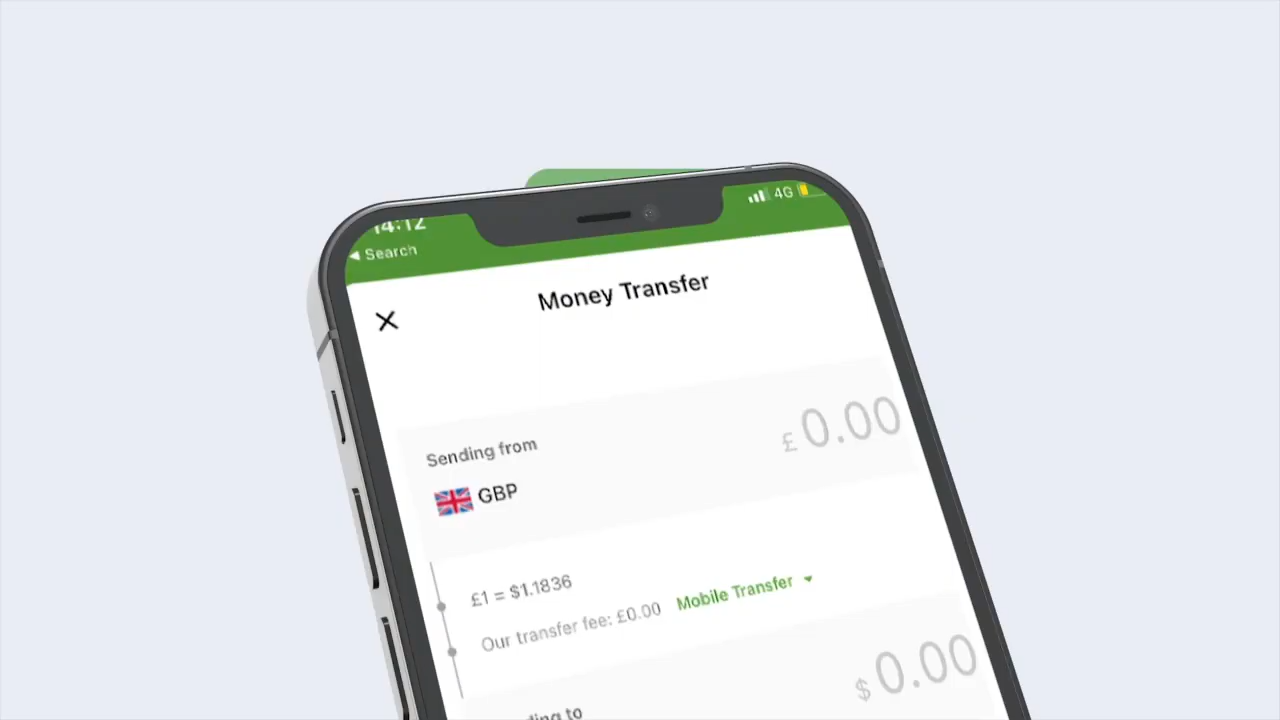 14:12
4G
◀ Search
Money Transfer
Sending from
£ 0.00
GBP
£1 = $1.1836
Our transfer fee: £0.00 Mobile Transfer
$ 0.00
to